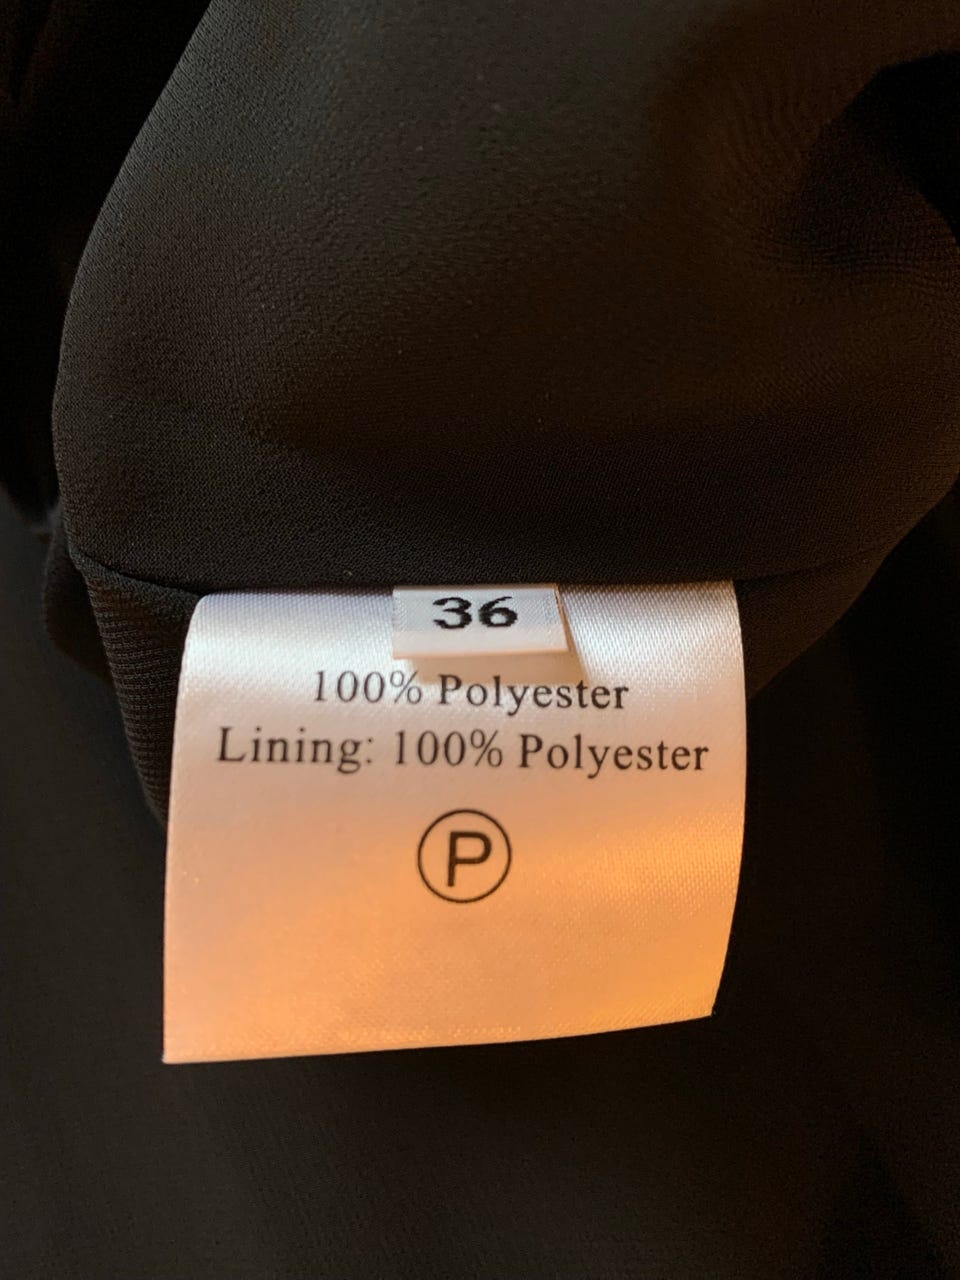 36
100% Polyester
Lining: 100% Polyester
P